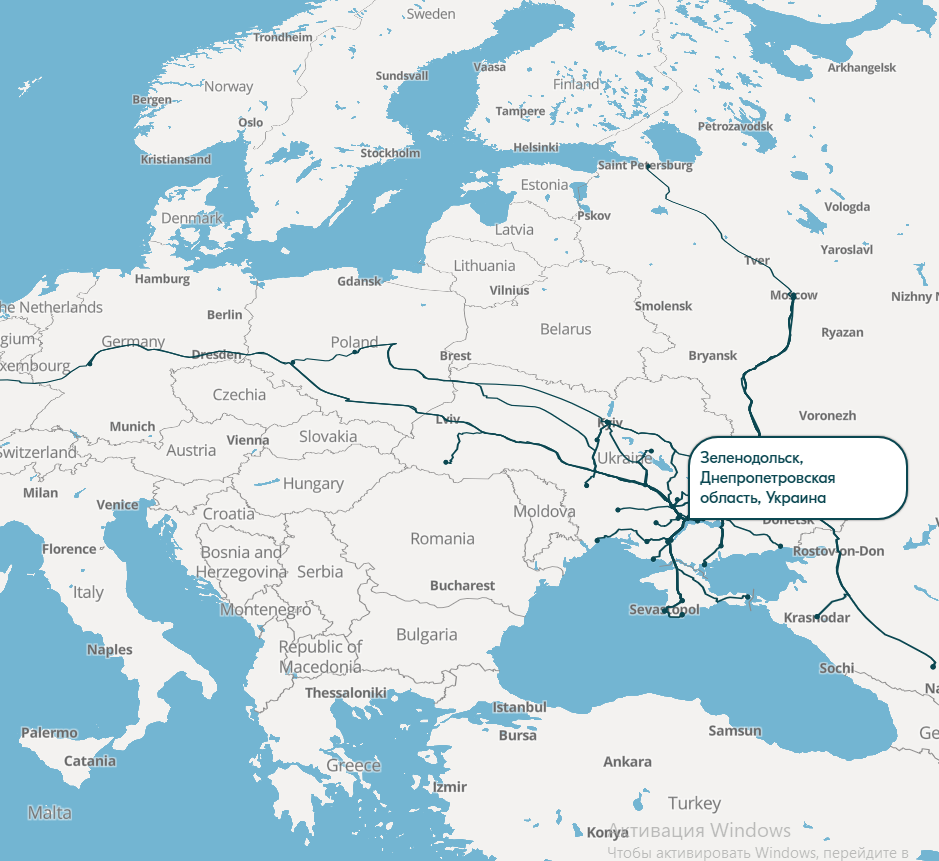 Sweden
Trondheim
Vaasa
Arkhangelsk
Sundsvall
Finland
Norway
Bergen
Tampere
Oslo
Petrozavodsk
Helsinki
Stockholm
Kristiansand
Saint Petersburg
Estonia
Vologda
Pskov
Denmark
Latvia
Yaroslavl
Tver
Lithuania
Hamburg
Gdansk
Vilnius
Moscow
Nizhny N
he Netherlands
Smolensk
Berlin
Belarus
Ryazan
gium
Germany
Poland
Dresden
Brest
Bryansk
xembourg
Czechia
Voronezh
Lviv
Kyiv
Munich
Vienna
Slovakia
Switzerland
Austria
Ukraine
Зеленодольск,
Днепропетровская
область, Украина
Hungary
Milan
Venice
Croatia
Moldova
Donetsk
Romania
Florence
Bosnia and
Herzegovina
Serbia
Rostov-on-Don
Bucharest
Italy
Montenegro
Sevastopol
Krasnodar
Bulgaria
Naples
Republic of
Macedonia
Sochi
Na
Thessaloniki
Istanbul
Palermo
Bursa
Samsun
Ge
Catania
Greece
Ankara
Izmir
Malta
Turkey
Konya
Активация Windows
Чтобы активировать Windows, перейдите в